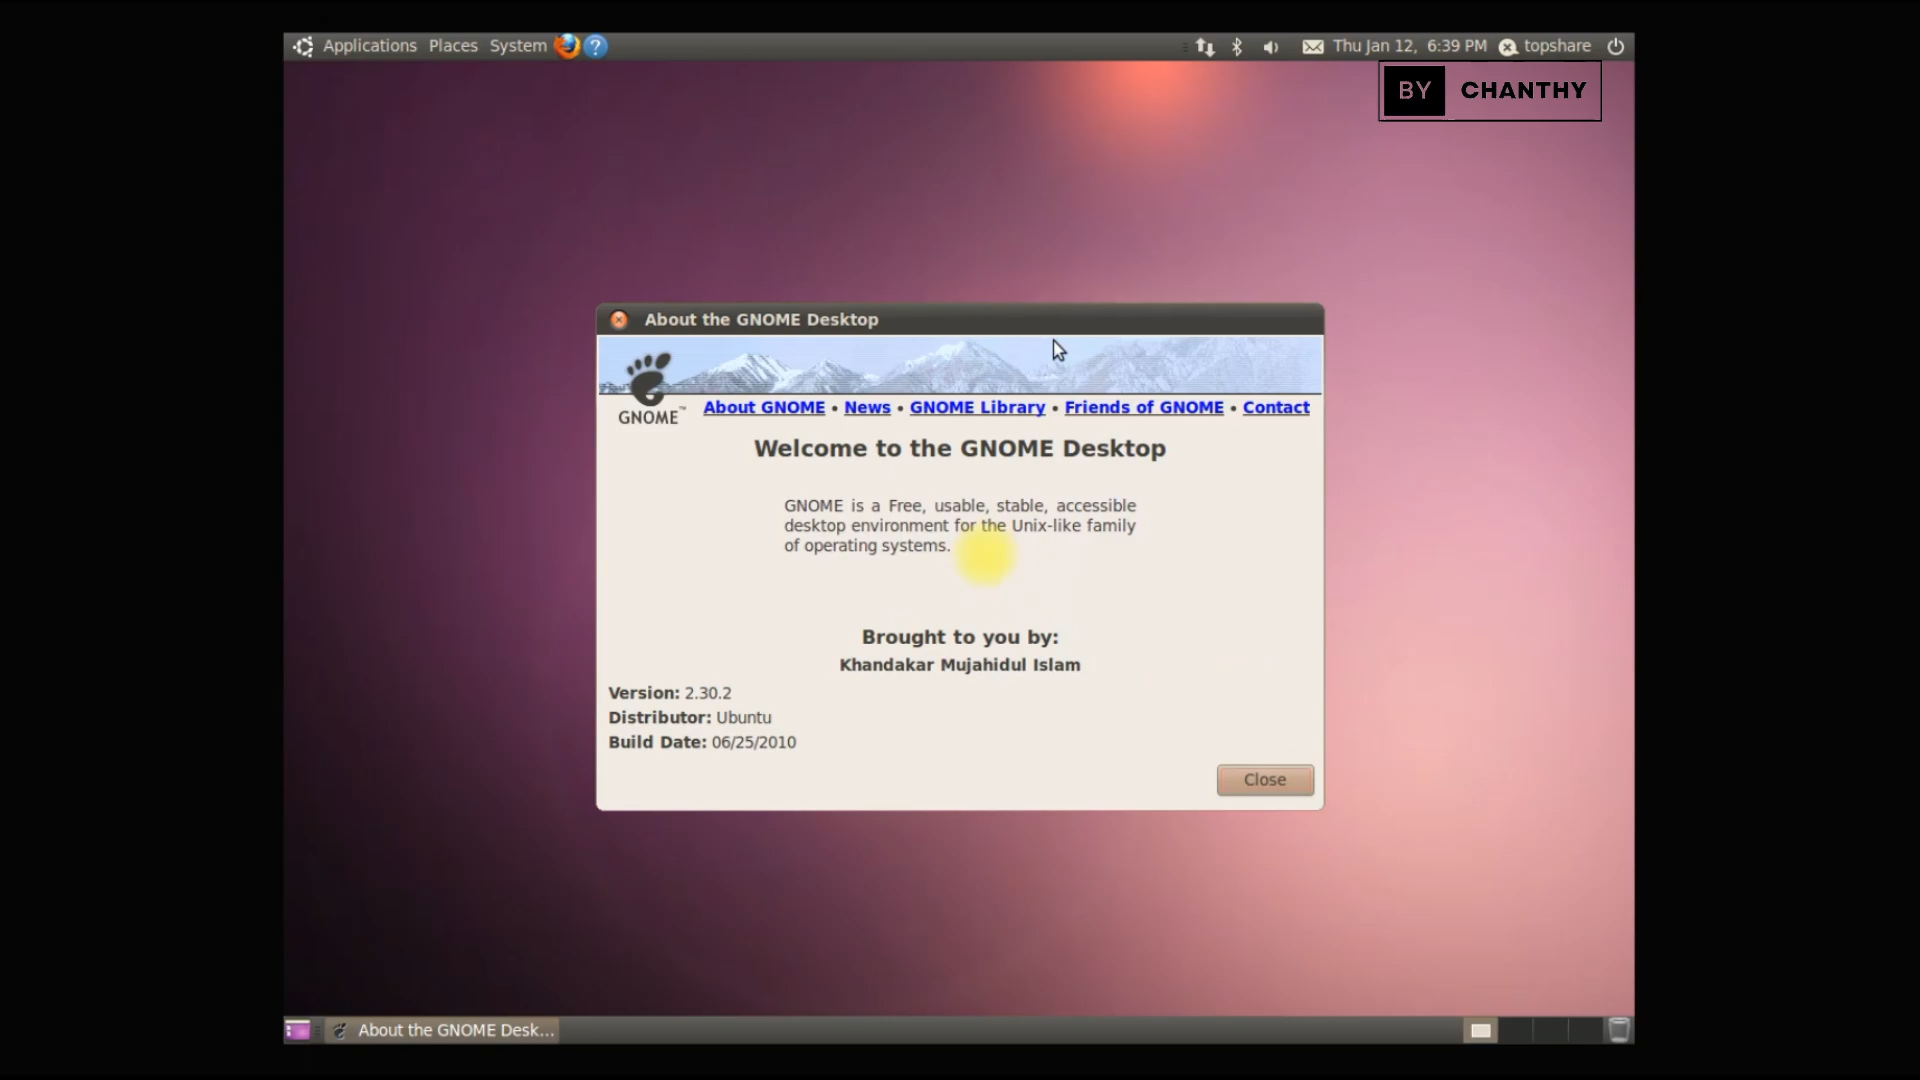 Applications Places System
Thu Jan 12, 6:39 PM topshare
BY CHANTHY
About the GNOME Desktop
GNOME™
About GNOME • News • GNOME Library • Friends of GNOME • Contact
Welcome to the GNOME Desktop
GNOME is a Free, usable, stable, accessible
desktop environment for the Unix-like family
of operating systems.
Brought to you by:
Khandakar Mujahidul Islam
Version: 2.30.2
Distributor: Ubuntu
Build Date: 06/25/2010
Close
About the GNOME Desk...